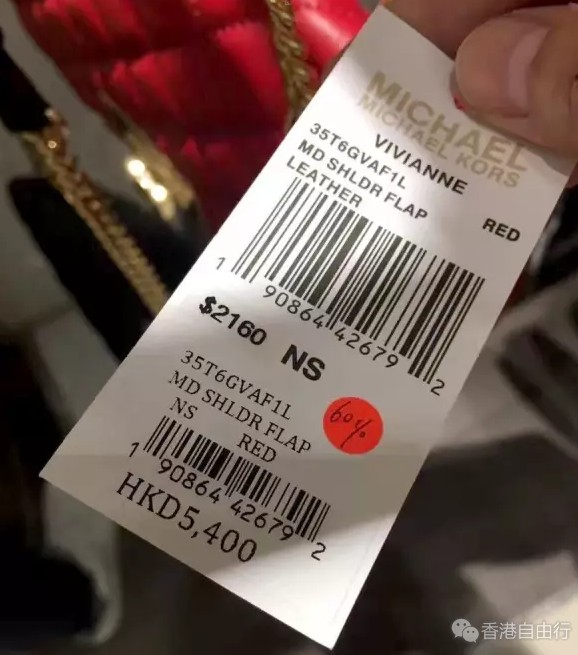 MICHAEL
MICHAEL KORS
VIVIANNE
35T6GVAF1L
MD SHLDR FLAP
LEATHER RED
1 90864 42679 2
$2160 NS
35T6GVAF1L
MD SHLDR FLAP
NS RED
60%
1 90864 42679 2
HKD5,400
香港自由行